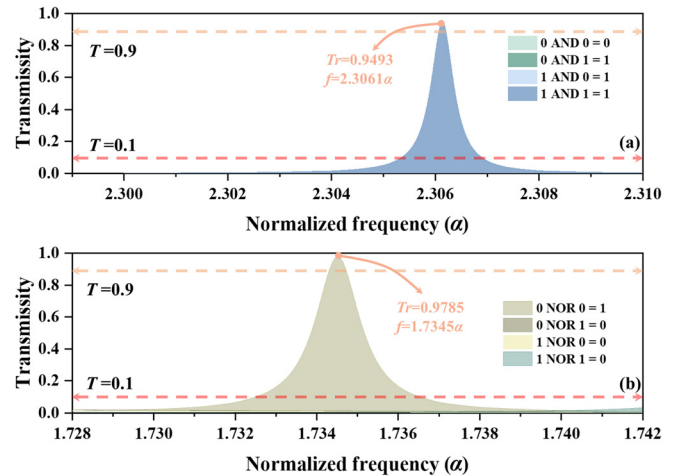 1.0
0.8
0.6
0.4
0.2
0.0
Transmissity
T=0.9
T=0.1
Tr=0.9493
f=2.3061α
0 AND 0 = 0
0 AND 1 = 1
1 AND 0 = 1
1 AND 1 = 1
(a)
2.300
2.302
2.304
2.306
2.308
2.310
Normalized frequency (α)
1.0
0.8
0.6
0.4
0.2
0.0
Transmissity
T=0.9
T=0.1
Tr=0.9785
f=1.7345α
0 NOR 0 = 1
0 NOR 1 = 0
1 NOR 0 = 0
1 NOR 1 = 0
(b)
1.728
1.730
1.732
1.734
1.736
1.738
1.740
1.742
Normalized frequency (α)